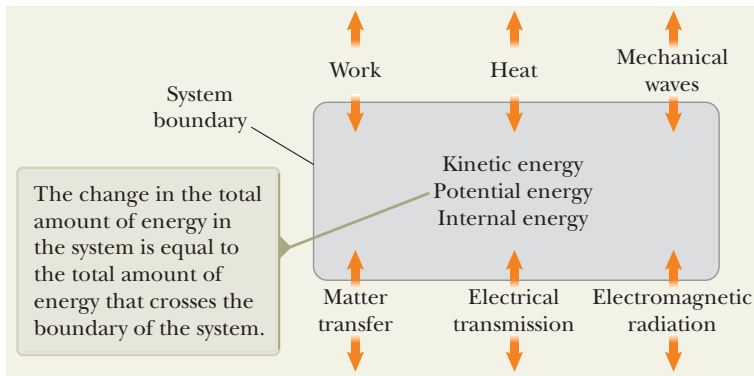 Work
Heat
Mechanical
waves
System
boundary
Kinetic energy
Potential energy
Internal energy
The change in the total
amount of energy in
the system is equal to
the total amount of
energy that crosses the
boundary of the system.
Matter
transfer
Electrical
transmission
Electromagnetic
radiation